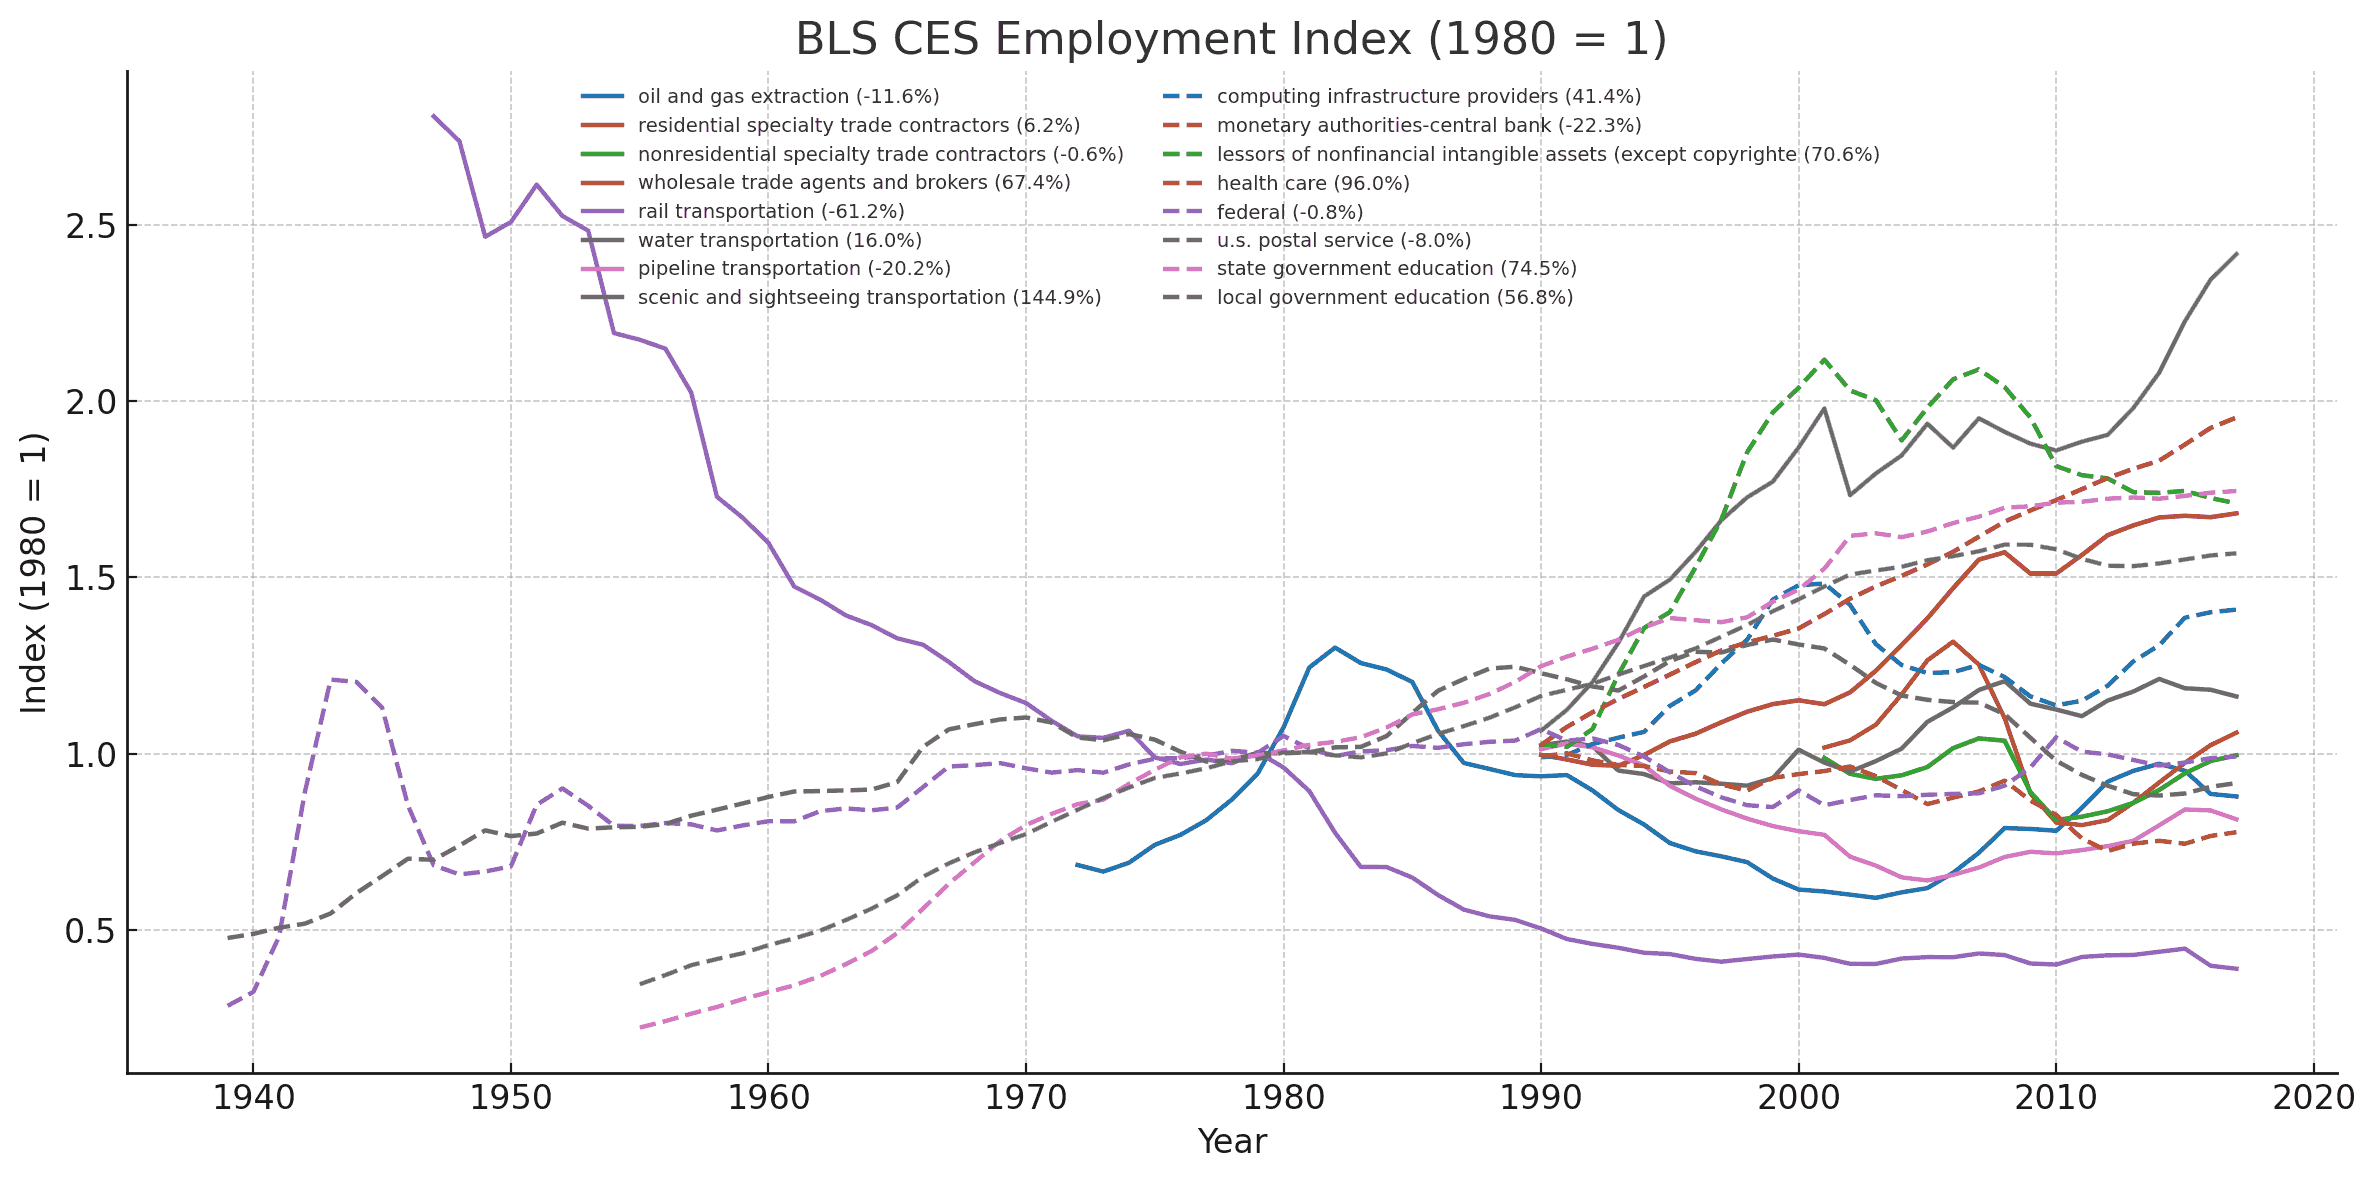 BLS CES Employment Index (1980 = 1)
oil and gas extraction (-11.6%)
residential specialty trade contractors (6.2%)
nonresidential specialty trade contractors (-0.6%)
wholesale trade agents and brokers (67.4%)
rail transportation (-61.2%)
water transportation (16.0%)
pipeline transportation (-20.2%)
scenic and sightseeing transportation (144.9%)
computing infrastructure providers (41.4%)
monetary authorities-central bank (-22.3%)
lessors of nonfinancial intangible assets (except copyrighte (70.6%)
health care (96.0%)
federal (-0.8%)
u.s. postal service (-8.0%)
state government education (74.5%)
local government education (56.8%)
Index (1980 = 1)
2.5
2.0
1.5
1.0
0.5
1940 1950 1960 1970 1980 1990 2000 2010 2020
Year